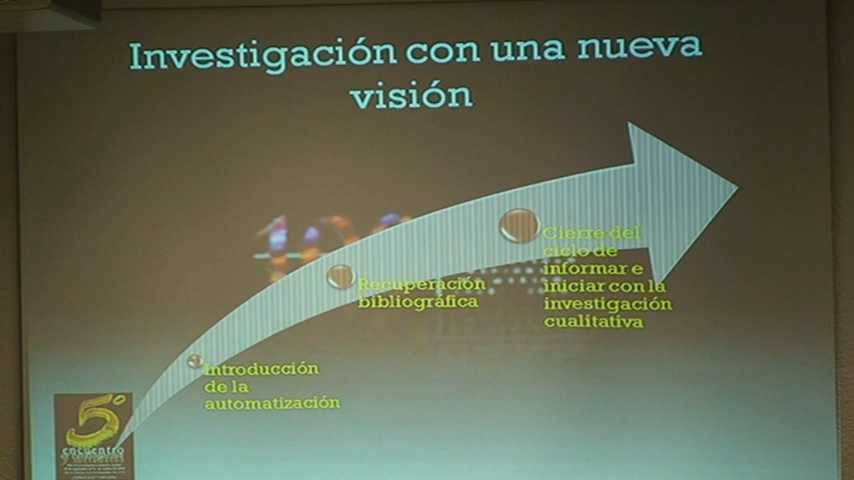 Investigación con una nueva
visión
Cierre del
ciclo de
informar e
iniciar con la
investigación
cualitativa
Recuperación
bibliográfica
Introducción
de la
automatización
5°
encuentro